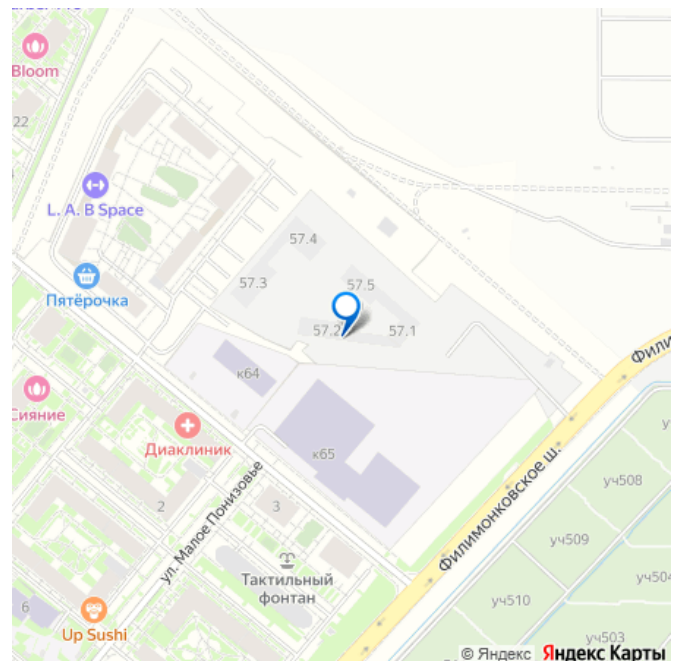 Bloom
22
L. A. B Space
57.4
57.3
57.5
Пятёрочка
57.2
57.1
к64
Сияние
Диаклиник
к65
Филимонковское ш.
уч508
2
3
ул. Малое Понизовье
уч509
Тактильный
фонтан
уч504
уч510
6
Up Sushi
уч503
© Яндекс Яндекс Карты